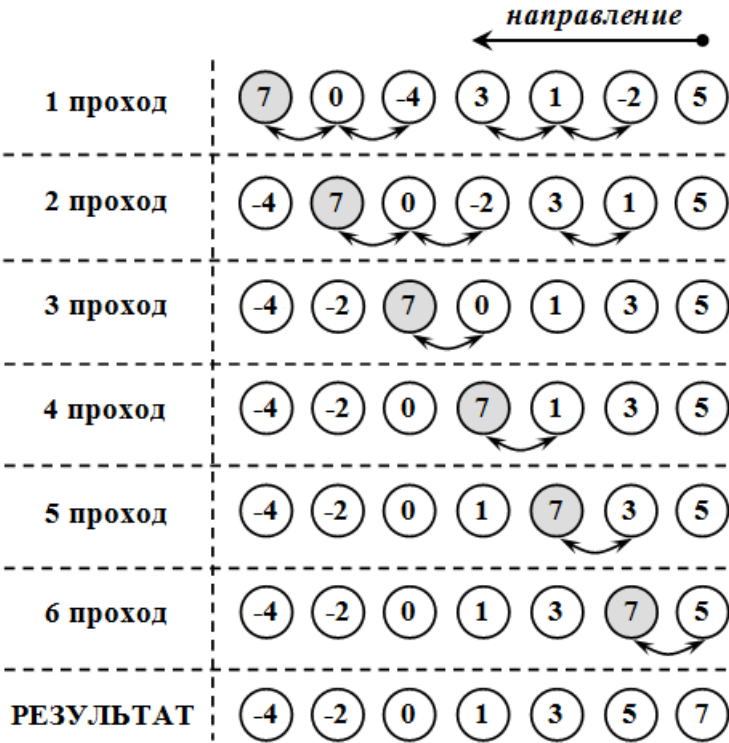 направление
1 проход 7 0 -4 3 1 -2 5
2 проход -4 7 0 -2 3 1 5
3 проход -4 -2 7 0 1 3 5
4 проход -4 -2 0 7 1 3 5
5 проход -4 -2 0 1 7 3 5
6 проход -4 -2 0 1 3 7 5
РЕЗУЛЬТАТ -4 -2 0 1 3 5 7